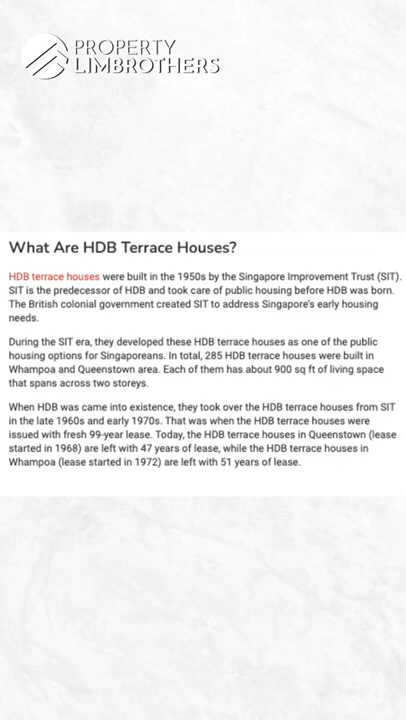 PROPERTY
LIMBROTHERS
What Are HDB Terrace Houses?
HDB terrace houses were built in the 1950s by the Singapore Improvement Trust (SIT).
SIT is the predecessor of HDB and took care of public housing before HDB was born.
The British colonial government created SIT to address Singapore's early housing
needs.
During the SIT era, they developed these HDB terrace houses as one of the public
housing options for Singaporeans. In total, 285 HDB terrace houses were built in
Whampoa and Queenstown area. Each of them has about 900 sq ft of living space
that spans across two storeys.
When HDB was came into existence, they took over the HDB terrace houses from SIT
in the late 1960s and early 1970s. That was when the HDB terrace houses were
issued with fresh 99-year lease. Today, the HDB terrace houses in Queenstown (lease
started in 1968) are left with 47 years of lease, while the HDB terrace houses in
Whampoa (lease started in 1972) are left with 51 years of lease.